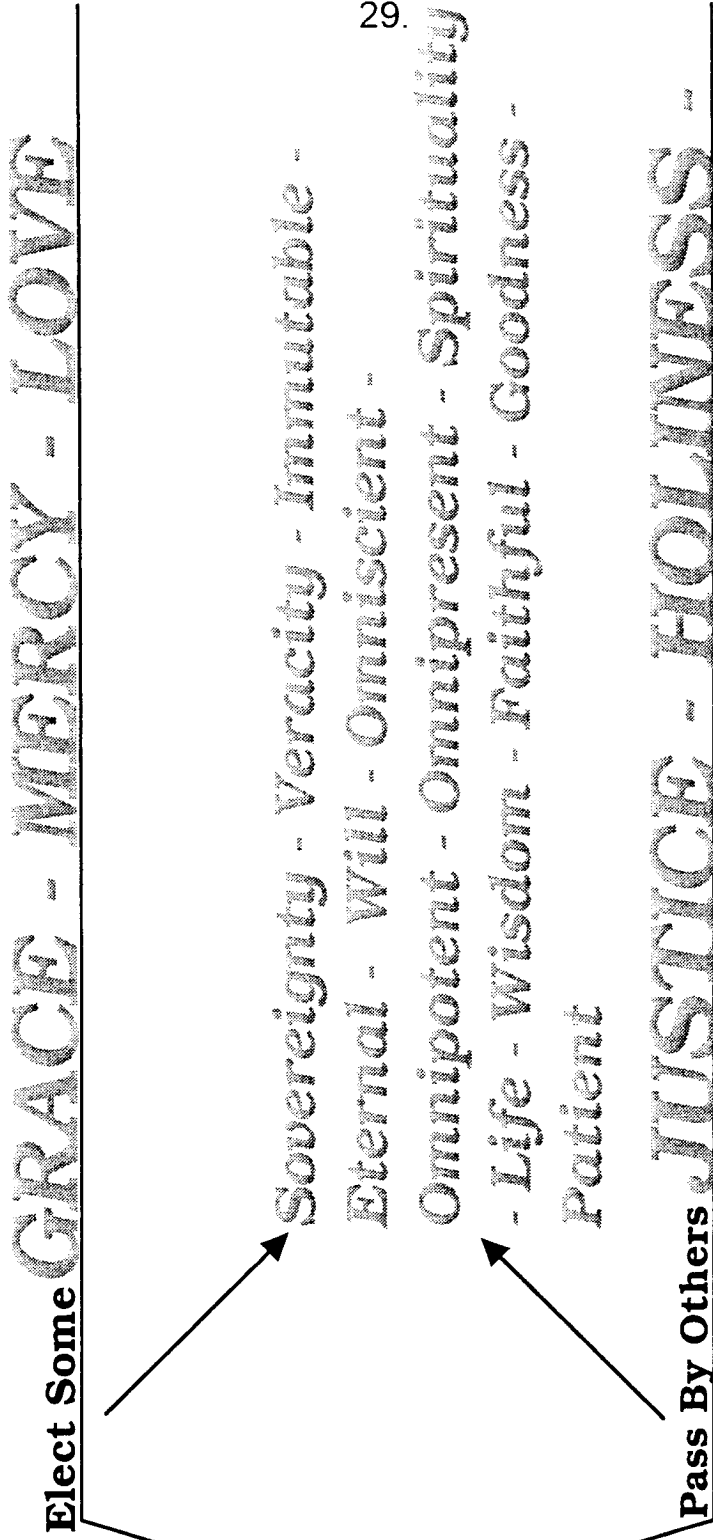 29.
Elect Some GRACE - MERCY - LOVE
Sovereignty - Veracity - Immutable -
Eternal - Will - Omniscient -
Omnipotent - Omnipresent - Spirituality
- Life - Wisdom - Faithful - Goodness -
Patient
Pass By Others JUSTICE - HOLINESS -